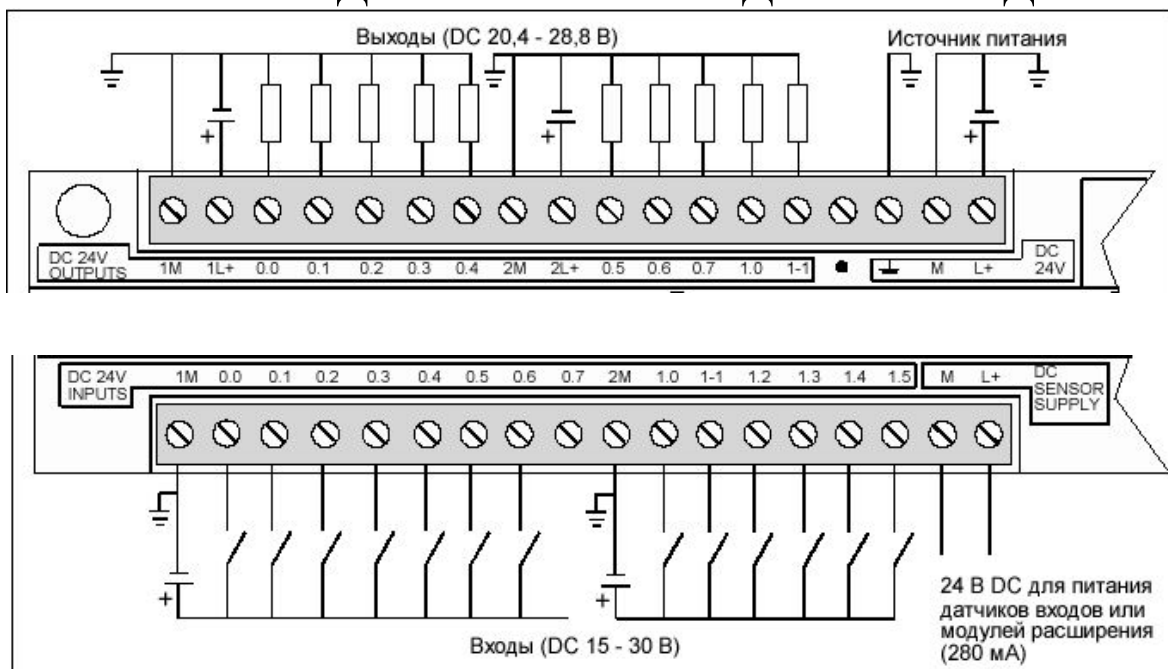 Выходы (DC 20,4 - 28,8 В)
Источник питания
+
+
+
DC 24V
OUTPUTS
1M 1L+ 0.0 0.1 0.2 0.3 0.4 2M 2L+ 0.5 0.6 0.7 1.0 1-1
M L+
DC
24V
DC 24V
INPUTS
1M 0.0 0.1 0.2 0.3 0.4 0.5 0.6 0.7 2M 1.0 1-1 1.2 1.3 1.4 1.5
M L+
DC
SENSOR
SUPPLY
+
+
Входы (DC 15 - 30 В)
24 В DC для питания
датчиков входов или
модулей расширения
(280 мА)